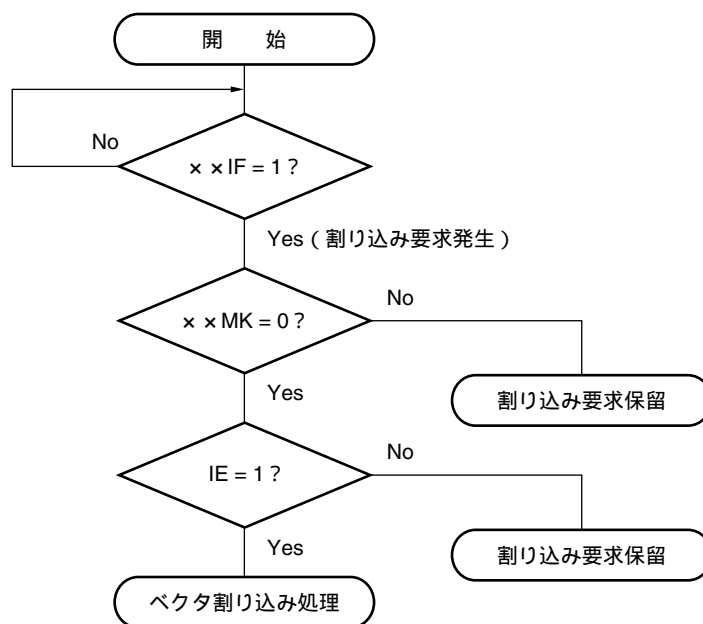 開　　始
No
××IF = 1?
Yes（割り込み要求発生）
××MK = 0?
No
Yes
割り込み要求保留
IE = 1?
No
Yes
割り込み要求保留
ベクタ割り込み処理